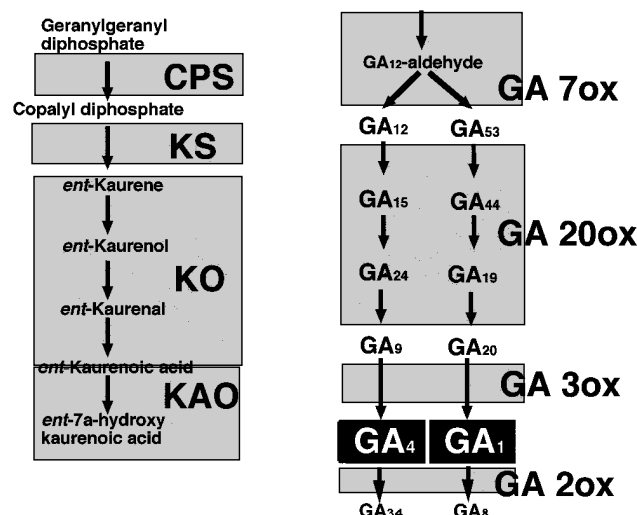 Geranylgeranyl
diphosphate
CPS
Copalyl diphosphate
KS
ent-Kaurene
ent-Kaurenol
KO
ent-Kaurenal
ent-Kaurenoic acid
KAO
ent-7a-hydroxy
kaurenoic acid
GA12-aldehyde
GA 7ox
GA12 GA53
GA15 GA44
GA 20ox
GA24 GA19
GA9 GA20
GA 3ox
GA4 GA1
GA 2ox
GA34 GA8